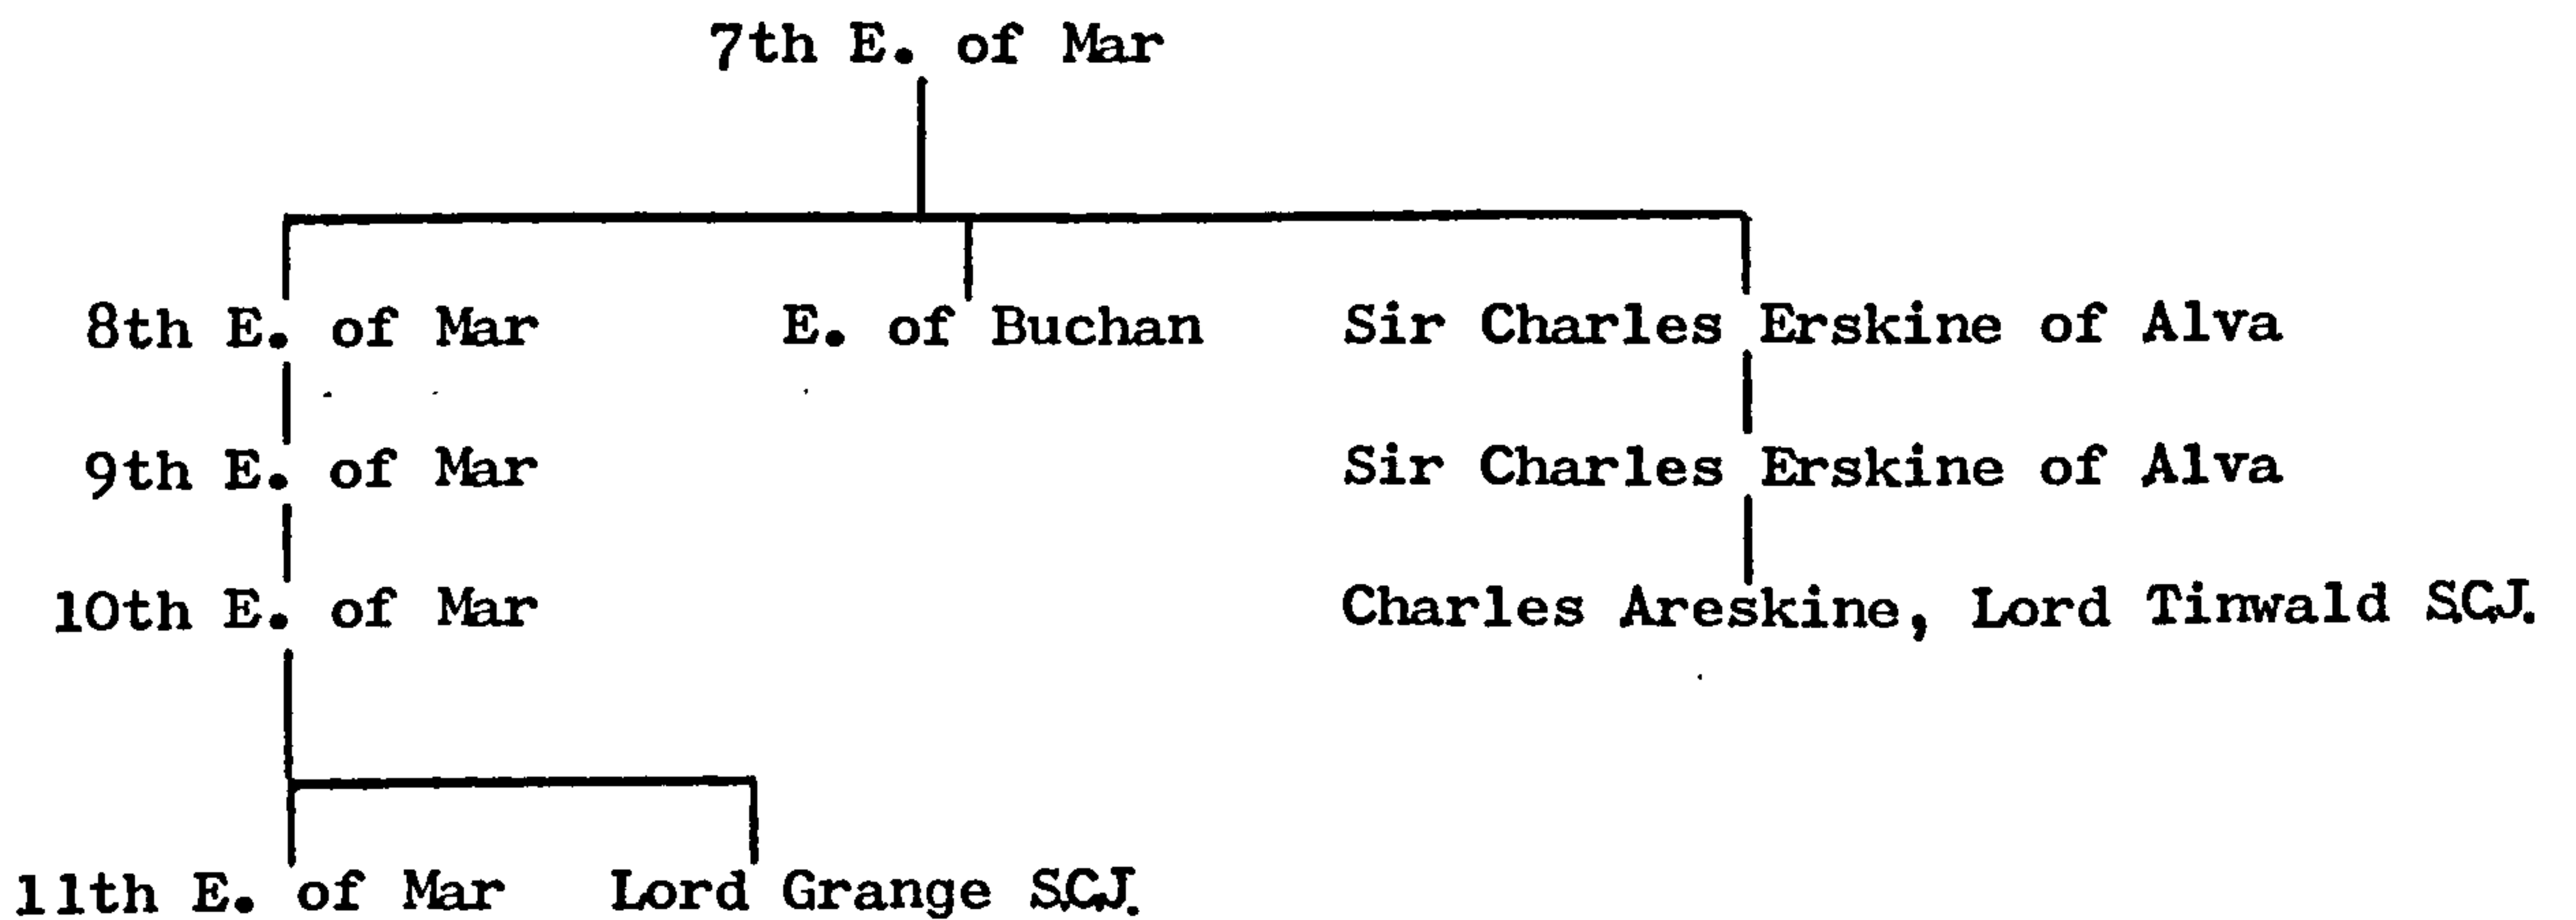 7th E. of Mar
8th E. of Mar E. of Buchan Sir Charles Erskine of Alva
9th E. of Mar Sir Charles Erskine of Alva
10th E. of Mar Charles Areskine, Lord Tinwald S.C.J.
11th E. of Mar Lord Grange S.C.J.